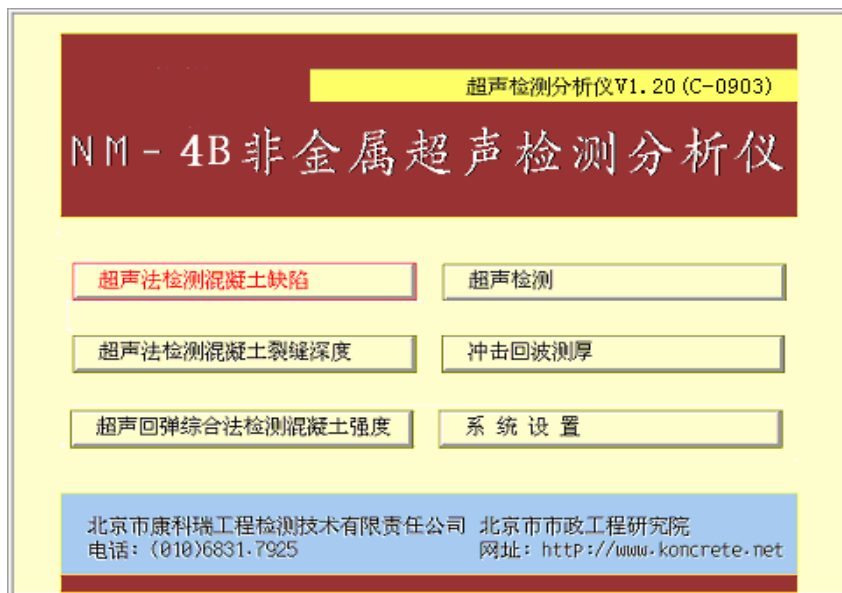 超声检测分析仪V1.20(C-0903)
NM-4B非金属超声检测分析仪
超声法检测混凝土缺陷
超声检测
超声法检测混凝土裂缝深度
冲击回波测厚
超声回弹综合法检测混凝土强度
系 统 设 置
北京市康科瑞工程检测技术有限责任公司 北京市市政工程研究院
电话：(010)6831.7925 网址：http://www.koncrete.net